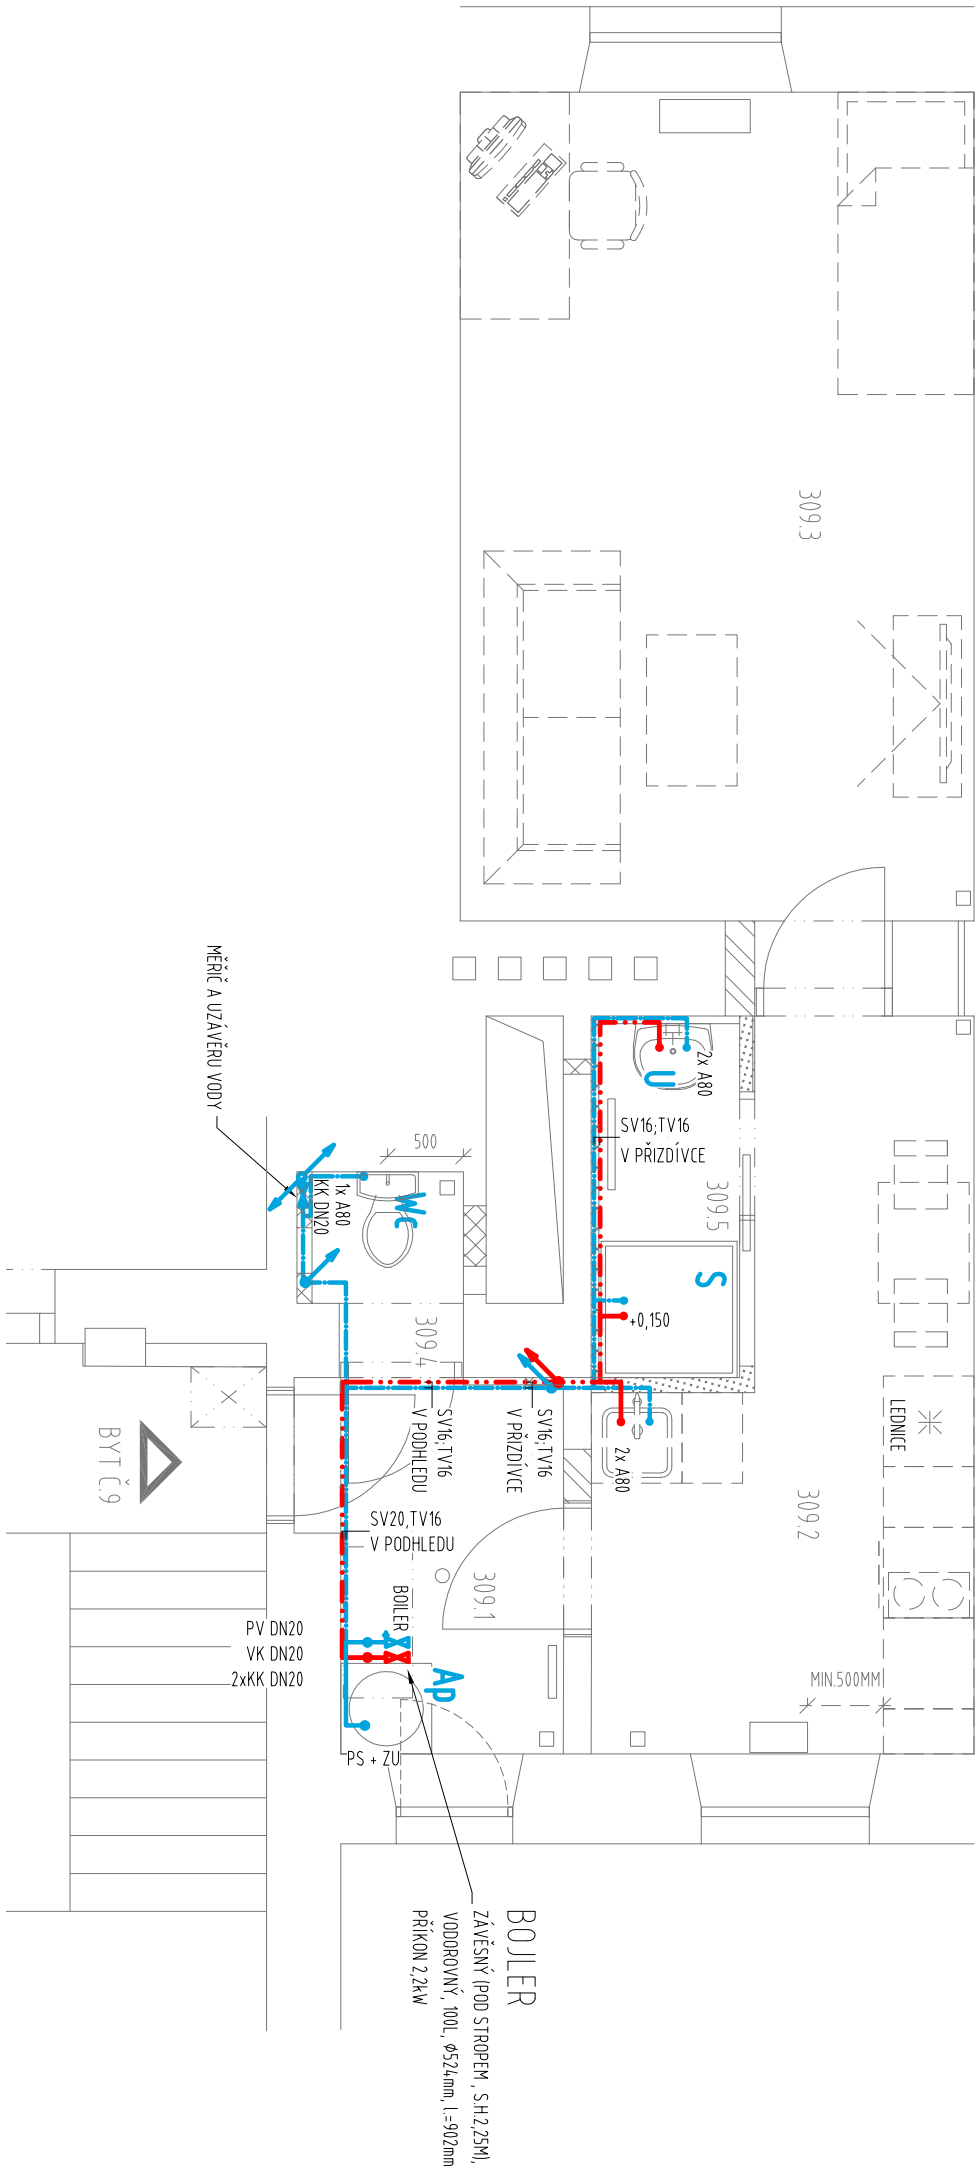 309.3
MĚŘIČ A UZÁVĚRU VODY
2x A80
U
SV16;TV16
V PŘIZDÍVCE
500
309.5
1x A80
KK DN20
WC
S
+0,150
309.4
LEDNICE
SV16;TV16
V PODHLEDU
SV16;TV16
V PŘIZDÍVCE
2x A80
BYT Č.9
309.2
SV20,TV16
V PODHLEDU
309.1
BOILER
PV DN20
VK DN20
2xKK DN20
Ap
MIN.500MM
PS + ZU
BOJLER
ZÁVĚSNÝ (POD STROPEM , S.H.2,25M),
VODOROVNÝ, 100L, Ø524mm, L=902mm
PŘÍKON 2,2kW